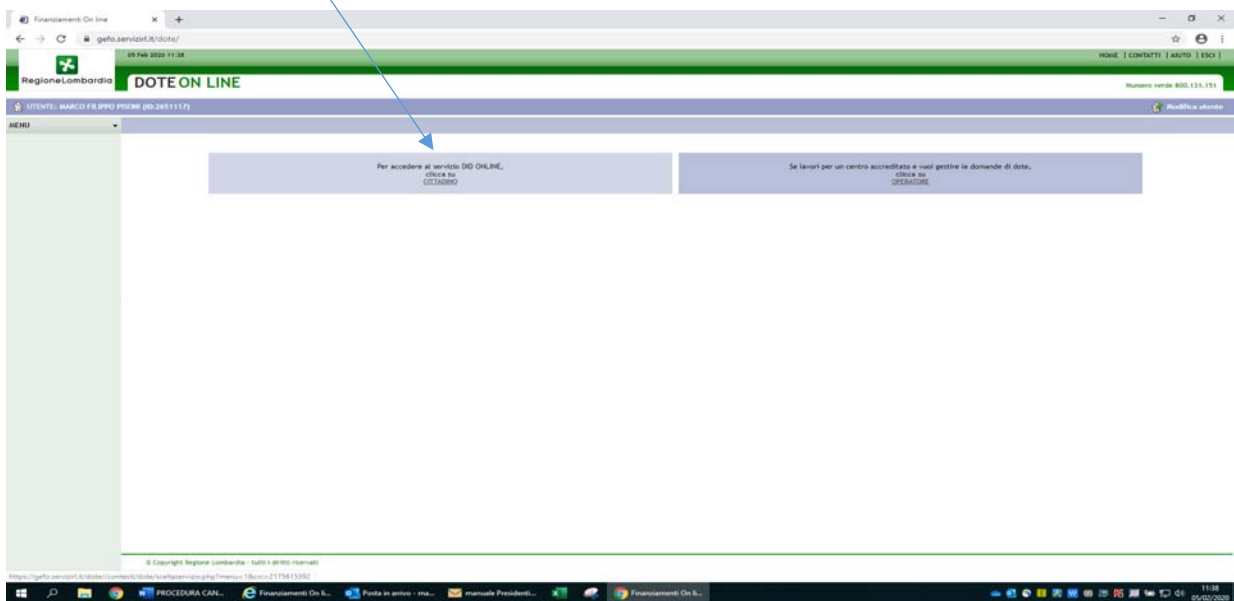 Finanziamenti On line
gefo.servizirl.it/dote/
05 Feb 2020 11:38
HOME | CONTATTI | AIUTO | ESCI |
RegioneLombardia
DOTE ON LINE
Numero verde 800.131.151
UTENTE: MARCO FILIPPO PISONI (ID:2651117)
Modifica utente
MENU
Per accedere al servizio DID ONLINE,
clicca su
CITTADINO
Se lavori per un centro accreditato e vuoi gestire le domande di dote,
clicca su
OPERATORE
© Copyright Regione Lombardia - tutti i diritti riservati
PROCEDURA CAN...
Finanziamenti On li...
Posta in arrivo - ma...
manuale Presidenti...
Finanziamenti On li...
11:38
05/02/2020